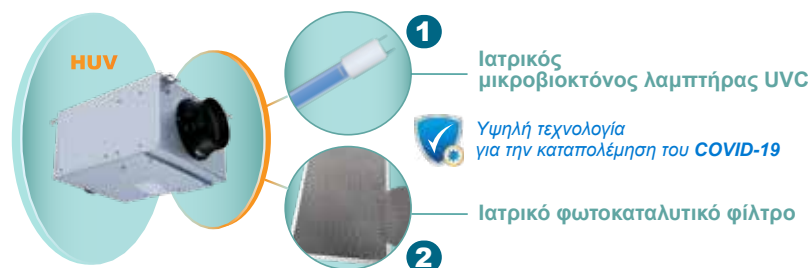 HUV
1
Ιατρικός
μικροβιοκτόνος λαμπτήρας UVC
Υψηλή τεχνολογία
για την καταπολέμηση του COVID-19
Ιατρικό φωτοκαταλυτικό φίλτρο
2